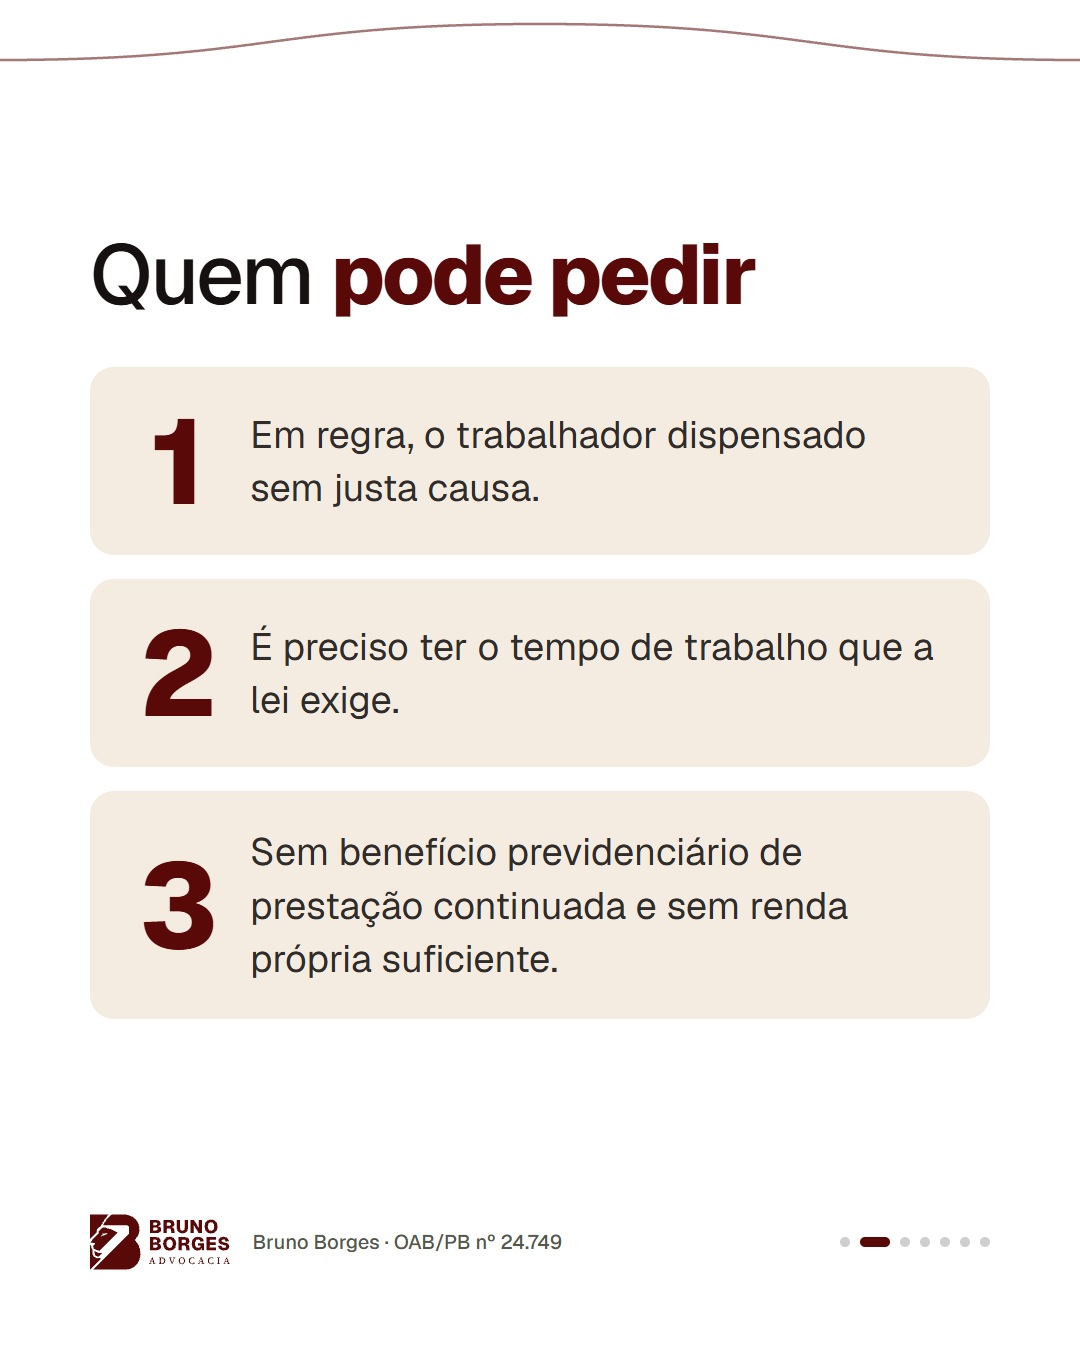 Quem pode pedir
1
Em regra, o trabalhador dispensado
sem justa causa.
2
É preciso ter o tempo de trabalho que a
lei exige.
3
Sem benefício previdenciário de
prestação continuada e sem renda
própria suficiente.
BRUNO
BORGES
ADVOCACIA
Bruno Borges · OAB/PB nº 24.749